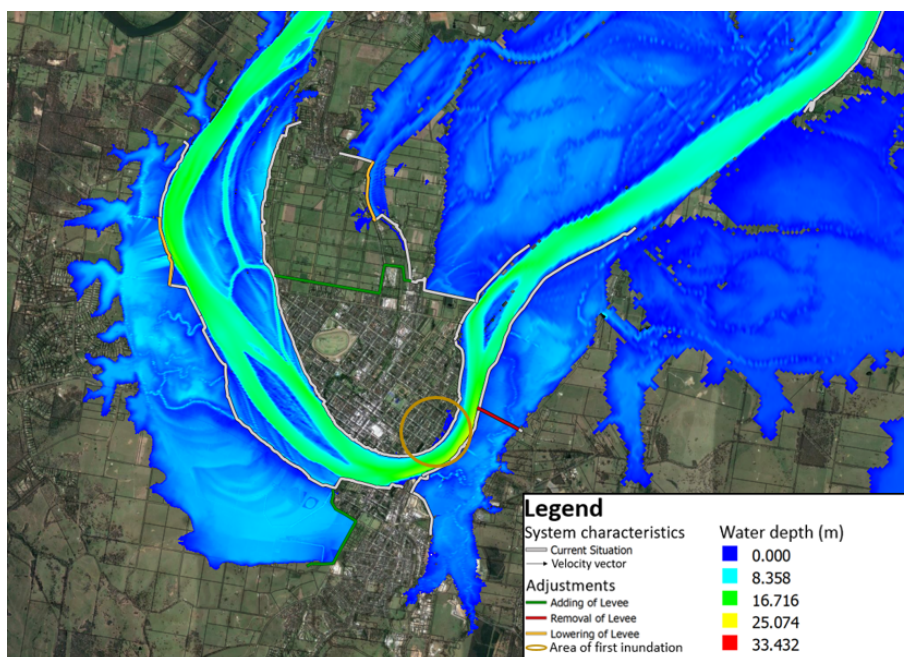 Legend
System characteristics
Current Situation
Velocity vector
Adjustments
Adding of Levee
Removal of Levee
Lowering of Levee
Area of first inundation
Water depth (m)
0.000
8.358
16.716
25.074
33.432